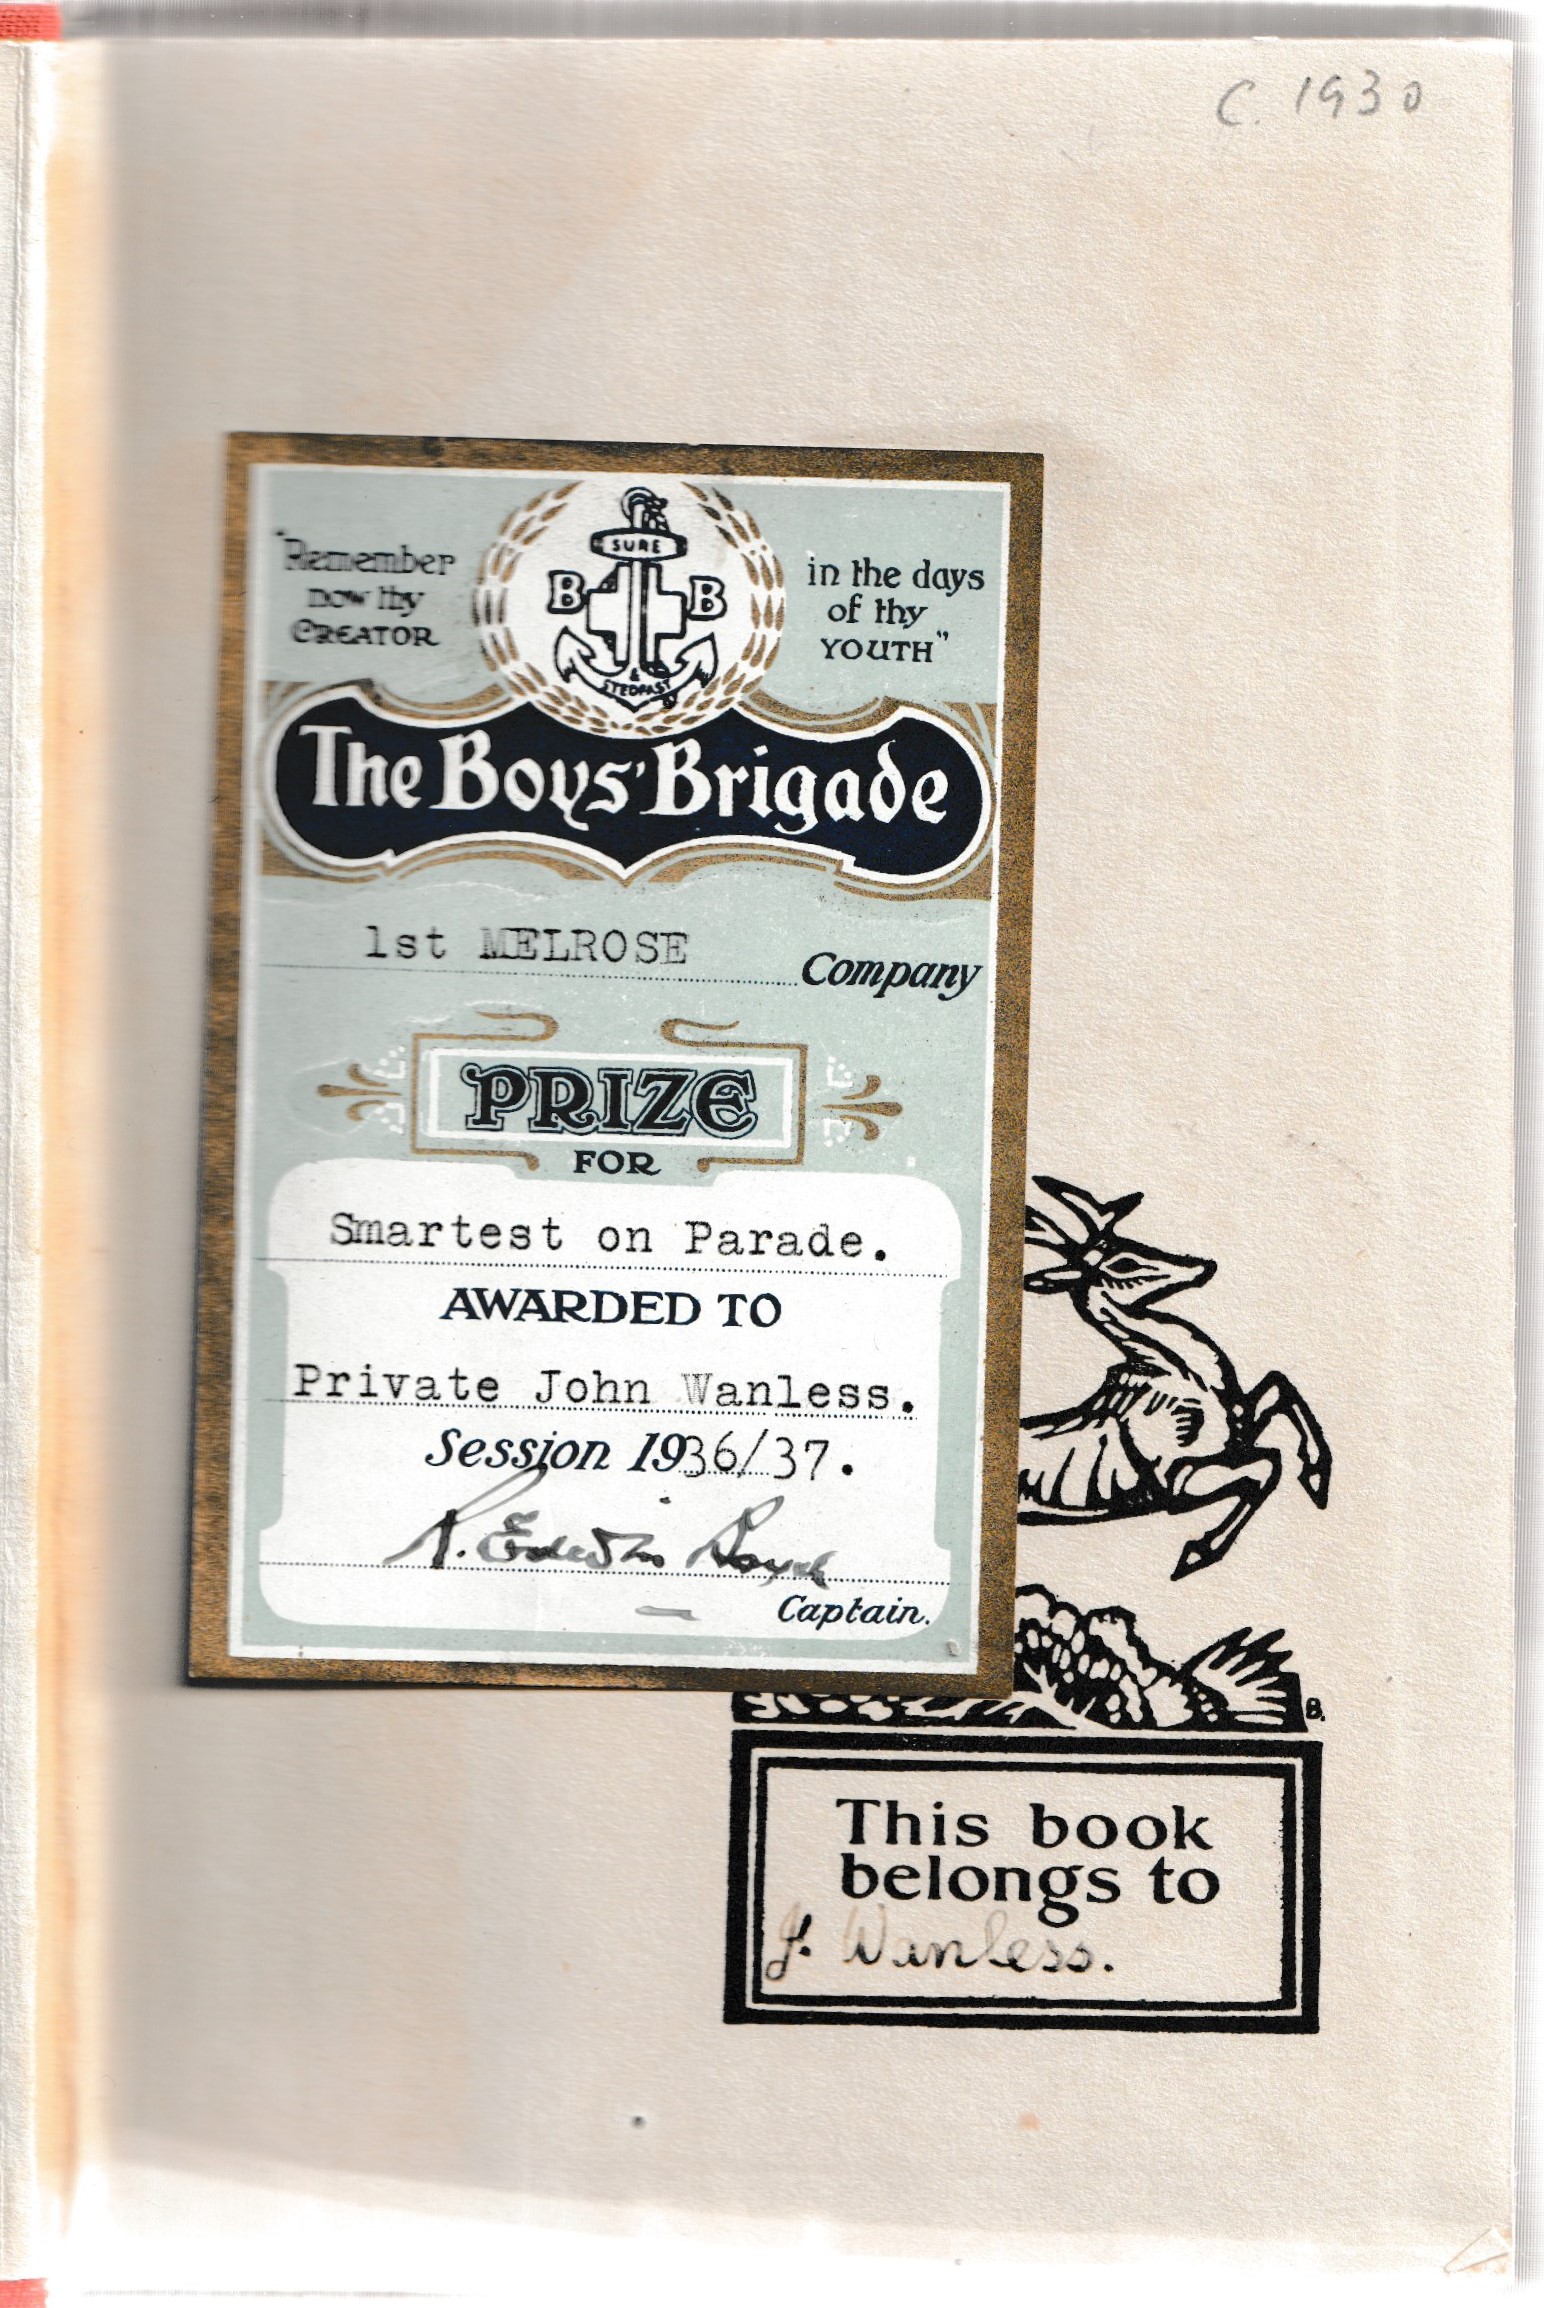 C. 1930
"Remember
now thy
CREATOR
in the days
of thy
YOUTH"
SURE
B B
&
STEDFAST
The Boys' Brigade
1st MELROSE Company
PRIZE
FOR
Smartest on Parade.
AWARDED TO
Private John Wanless.
Session 1936/37.
R. Edwin
Captain.
B.
This book
belongs to
J. Wanless.